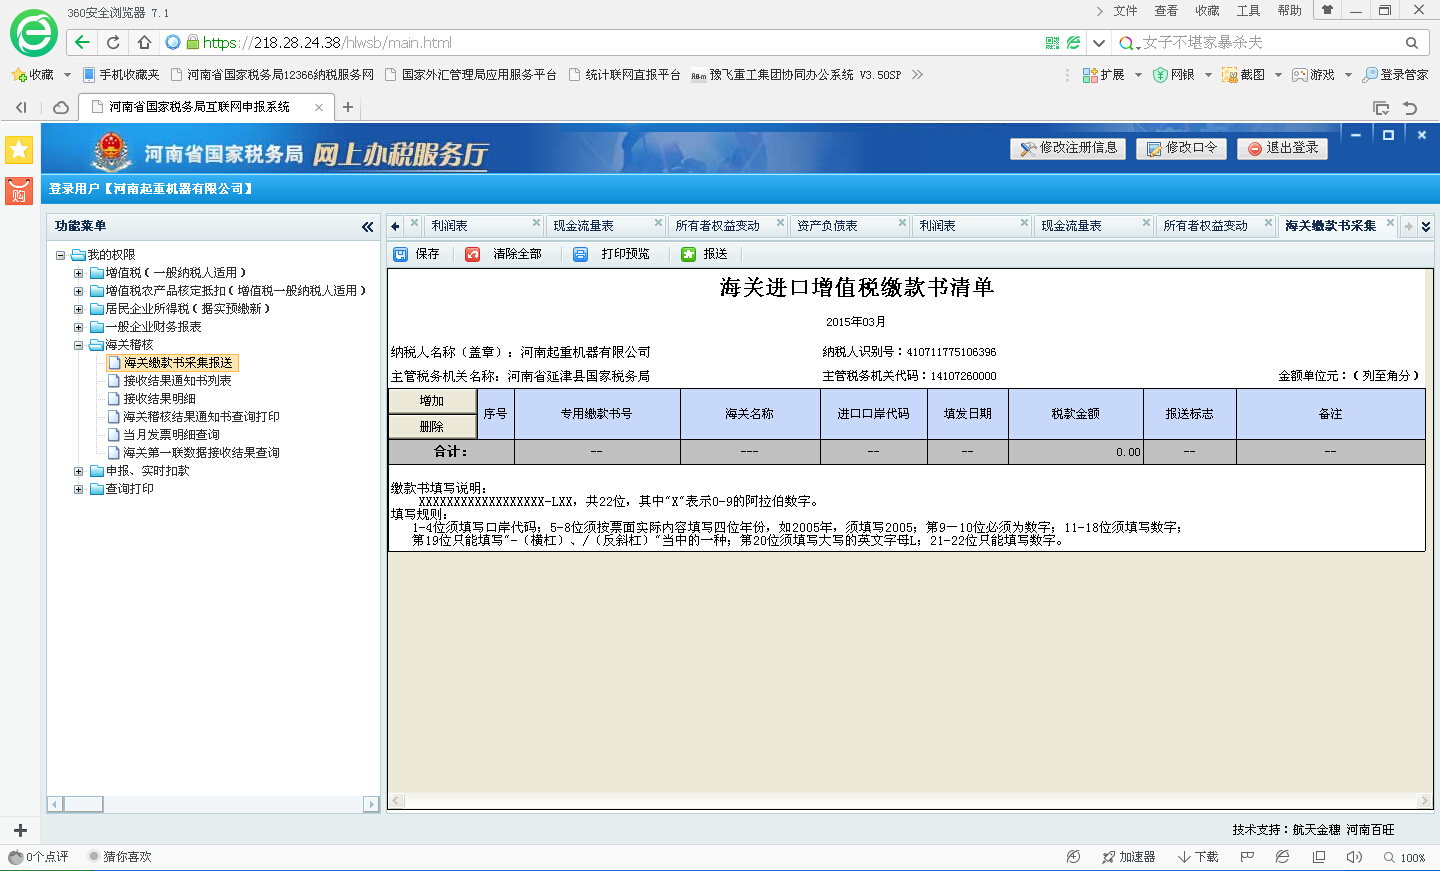 360安全浏览器 7.1
文件 查看 收藏 工具 帮助
https://218.28.24.38/hlwsb/main.html
女子不堪家暴杀夫
收藏 手机收藏夹 河南省国家税务局12366纳税服务网 国家外汇管理局应用服务平台 统计联网直报平台 豫飞重工集团协同办公系统 V3.50SP
扩展 网银 截图 游戏 登录管家
河南省国家税务局互联网申报系统
购
河南省国家税务局 网上办税服务厅
修改注册信息 修改口令 退出登录
登录用户【河南起重机器有限公司】
功能菜单
我的权限
增值税(一般纳税人适用)
增值税农产品核定抵扣(增值税一般纳税人适用)
居民企业所得税(据实预缴新)
一般企业财务报表
海关稽核
海关缴款书采集报送
接收结果通知书列表
接收结果明细
海关稽核结果通知书查询打印
当月发票明细查询
海关第一联数据接收结果查询
申报、实时扣款
查询打印
利润表 现金流量表 所有者权益变动 资产负债表 利润表 现金流量表 所有者权益变动 海关缴款书采集
保存 清除全部 打印预览 报送
海关进口增值税缴款书清单
2015年03月
纳税人名称(盖章):河南起重机器有限公司 纳税人识别号:410711775106396
主管税务机关名称:河南省延津县国家税务局 主管税务机关代码:14107260000 金额单位元:(列至角分)
增加 删除 序号 专用缴款书号 海关名称 进口口岸代码 填发日期 税款金额 报送标志 备注
合计: -- --- -- -- 0.00 -- --
缴款书填写说明:
XXXXXXXXXXXXXXXXXX-LXX, 共22位, 其中"X"表示0-9的阿拉伯数字。
填写规则:
1-4位须填写口岸代码; 5-8位须按票面实际内容填写四位年份, 如2005年, 须填写2005; 第9一10位必须为数字; 11-18位须填写数字;
第19位只能填写"-(横杠)、/(反斜杠)"当中的一种; 第20位须填写大写的英文字母L; 21-22位只能填写数字。
技术支持:航天金穗 河南百旺
0个点评 猜你喜欢
加速器 下载 100%